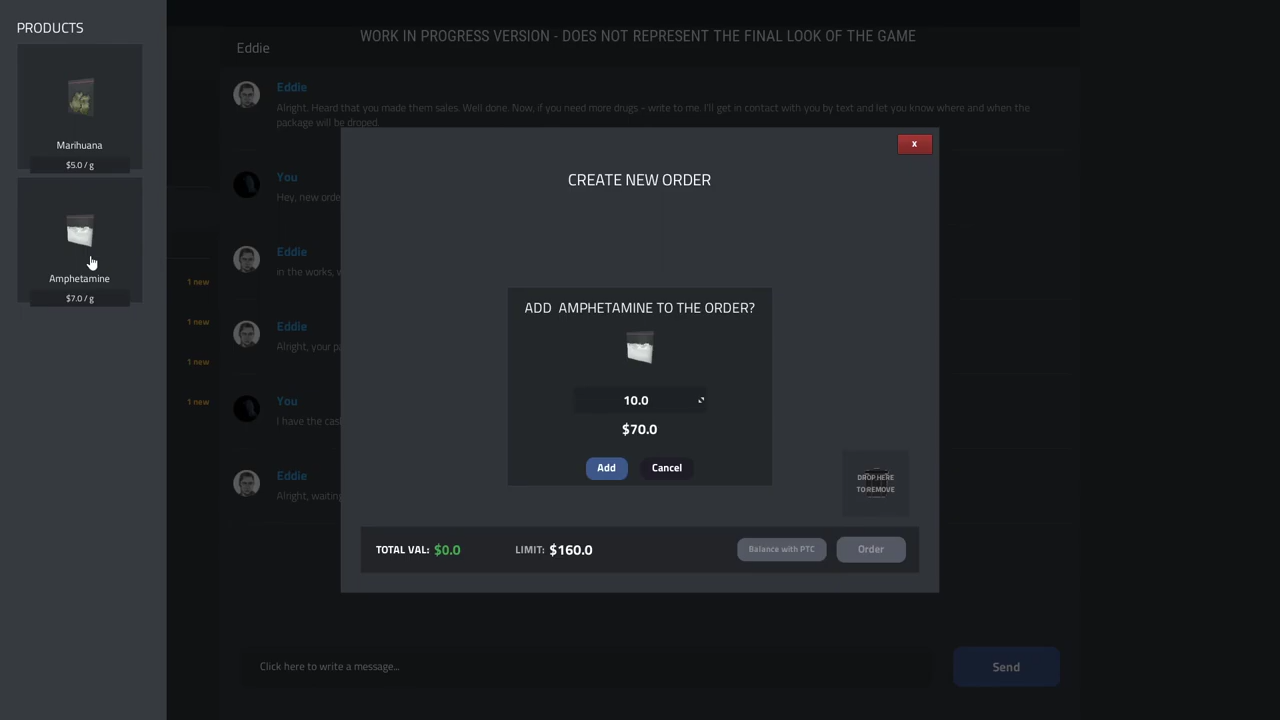 PRODUCTS
Marihuana
$5.0 / g
Amphetamine
$7.0 / g
1 new
1 new
1 new
1 new
WORK IN PROGRESS VERSION - DOES NOT REPRESENT THE FINAL LOOK OF THE GAME
Eddie
Eddie
Alright. Heard that you made them sales. Well done. Now, if you need more drugs - write to me. I'll get in contact with you by text and let you know where and when the
package will be droped.
You
Hey, new orde
Eddie
in the works, w
Eddie
Alright, your pa
You
I have the cas
Eddie
Alright, waiting
x
CREATE NEW ORDER
ADD AMPHETAMINE TO THE ORDER?
10.0
$70.0
Add Cancel
DROP HERE
TO REMOVE
TOTAL VAL: $0.0 LIMIT: $160.0 Balance with PTC Order
Click here to write a message... Send